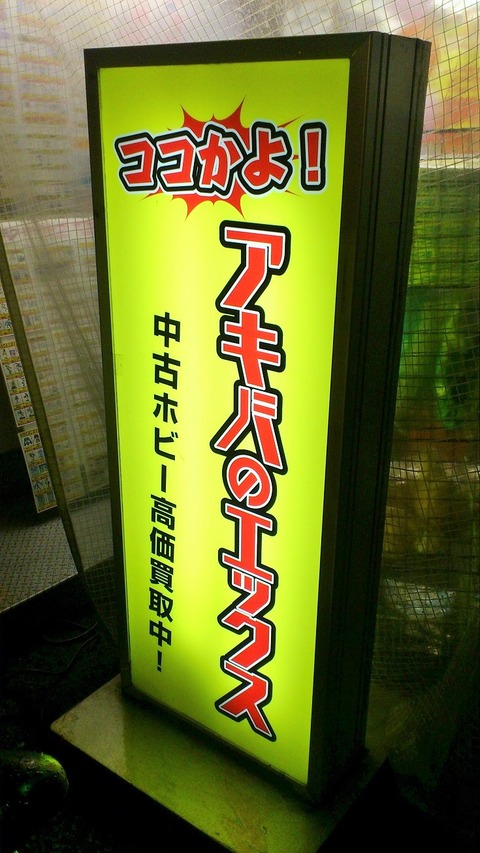 ココかよ！
アキバのエックス
中古ホビー高価買取中！